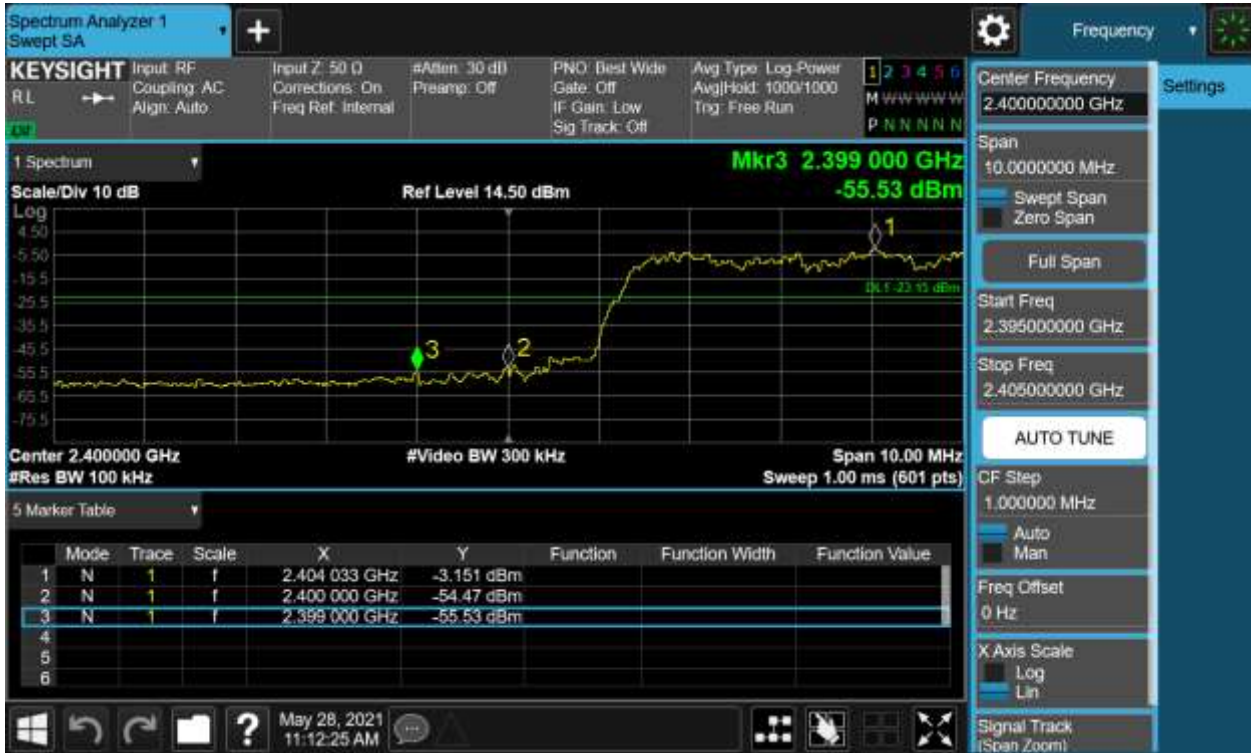 Spectrum Analyzer 1
Swept SA
+
Frequency
KEYSIGHT
RL
Input: RF
Coupling: AC
Align: Auto
Input Z: 50 Ω
Corrections: On
Freq Ref: Internal
#Atten: 30 dB
Preamp: Off
PNO: Best Wide
Gate: Off
IF Gain: Low
Sig Track: Off
Avg Type: Log-Power
Avg|Hold: 1000/1000
Trig: Free Run
1 2 3 4 5 6
M W W W W W
P N N N N N
Center Frequency
2.400000000 GHz
Settings
Span
10.0000000 MHz
Swept Span
Zero Span
Full Span
Start Freq
2.395000000 GHz
Stop Freq
2.405000000 GHz
AUTO TUNE
CF Step
1.000000 MHz
Auto
Man
Freq Offset
0 Hz
X Axis Scale
Log
Lin
Signal Track
(Span Zoom)
1 Spectrum
Mkr3 2.399 000 GHz
Scale/Div 10 dB
Ref Level 14.50 dBm
-55.53 dBm
Log
4.50
-5.50
-15.5
-25.5
-35.5
-45.5
-55.5
-65.5
-75.5
1
DL1 -23.15 dBm
3
2
Center 2.400000 GHz
#Video BW 300 kHz
Span 10.00 MHz
#Res BW 100 kHz
Sweep 1.00 ms (601 pts)
5 Marker Table
Mode Trace Scale X Y Function Function Width Function Value
1 N 1 f 2.404 033 GHz -3.151 dBm
2 N 1 f 2.400 000 GHz -54.47 dBm
3 N 1 f 2.399 000 GHz -55.53 dBm
4
5
6
?
May 28, 2021
11:12:25 AM